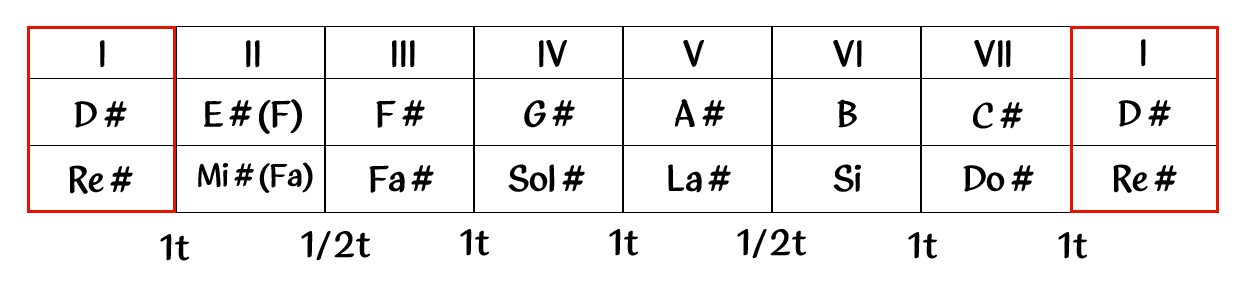 I II III IV V VI VII I
D# E#(F) F# G# A# B C# D#
Re# Mi#(Fa) Fa# Sol# La# Si Do# Re#
1t 1/2t 1t 1t 1/2t 1t 1t